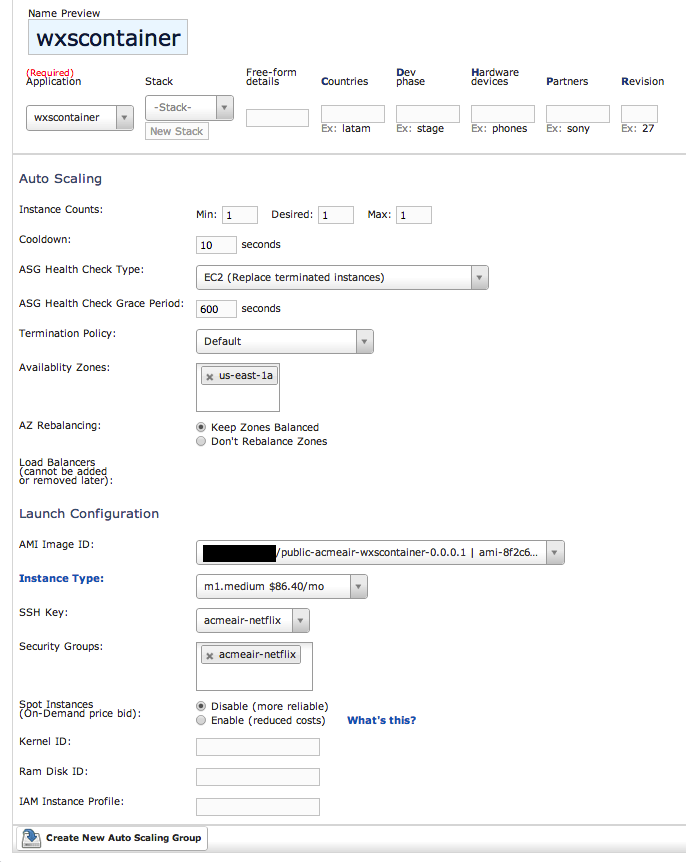 Name Preview
wxscontainer
(Required)
Application
Stack
Free-form
details
Countries
Dev
phase
Hardware
devices
Partners
Revision
wxscontainer
-Stack-
New Stack
Ex: latam
Ex: stage
Ex: phones
Ex: sony
Ex: 27
Auto Scaling
Instance Counts:
Min: 1 Desired: 1 Max: 1
Cooldown:
10 seconds
ASG Health Check Type:
EC2 (Replace terminated instances)
ASG Health Check Grace Period:
600 seconds
Termination Policy:
Default
Availablity Zones:
us-east-1a
AZ Rebalancing:
Keep Zones Balanced
Don't Rebalance Zones
Load Balancers
(cannot be added
or removed later):
Launch Configuration
AMI Image ID:
/public-acmeair-wxscontainer-0.0.0.1 | ami-8f2c6...
Instance Type:
m1.medium $86.40/mo
SSH Key:
acmeair-netflix
Security Groups:
acmeair-netflix
Spot Instances
(On-Demand price bid):
Disable (more reliable)
Enable (reduced costs) What's this?
Kernel ID:
Ram Disk ID:
IAM Instance Profile:
Create New Auto Scaling Group